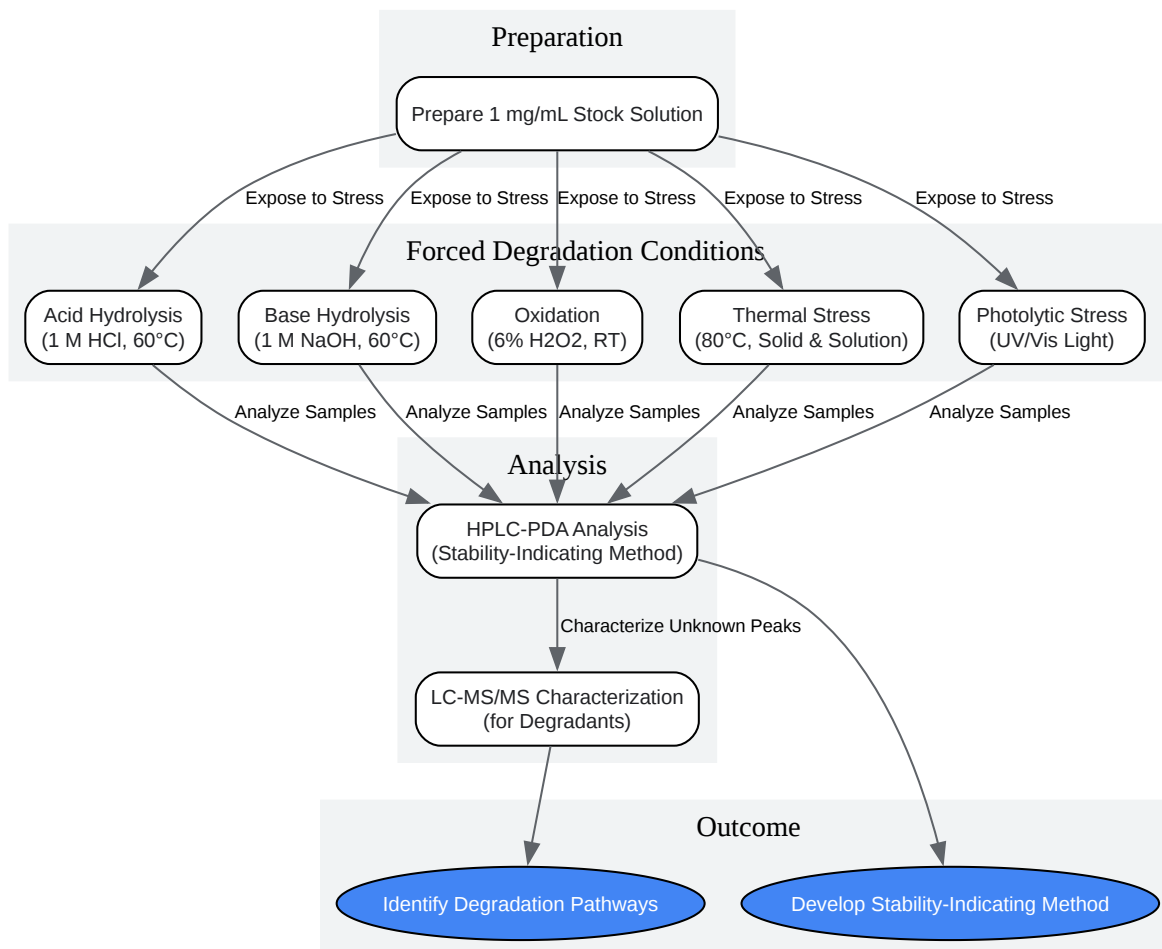 Preparation
Prepare 1 mg/mL Stock Solution
Expose to Stress
Expose to Stress
Expose to Stress
Expose to Stress
Expose to Stress
Forced Degradation Conditions
Acid Hydrolysis
(1 M HCl, 60°C)
Base Hydrolysis
(1 M NaOH, 60°C)
Oxidation
(6% H2O2, RT)
Thermal Stress
(80°C, Solid & Solution)
Photolytic Stress
(UV/Vis Light)
Analyze Samples
Analyze Samples
Analyze Samples
Analyze Samples
Analyze Samples
Analysis
HPLC-PDA Analysis
(Stability-Indicating Method)
Characterize Unknown Peaks
LC-MS/MS Characterization
(for Degradants)
Outcome
Identify Degradation Pathways
Develop Stability-Indicating Method